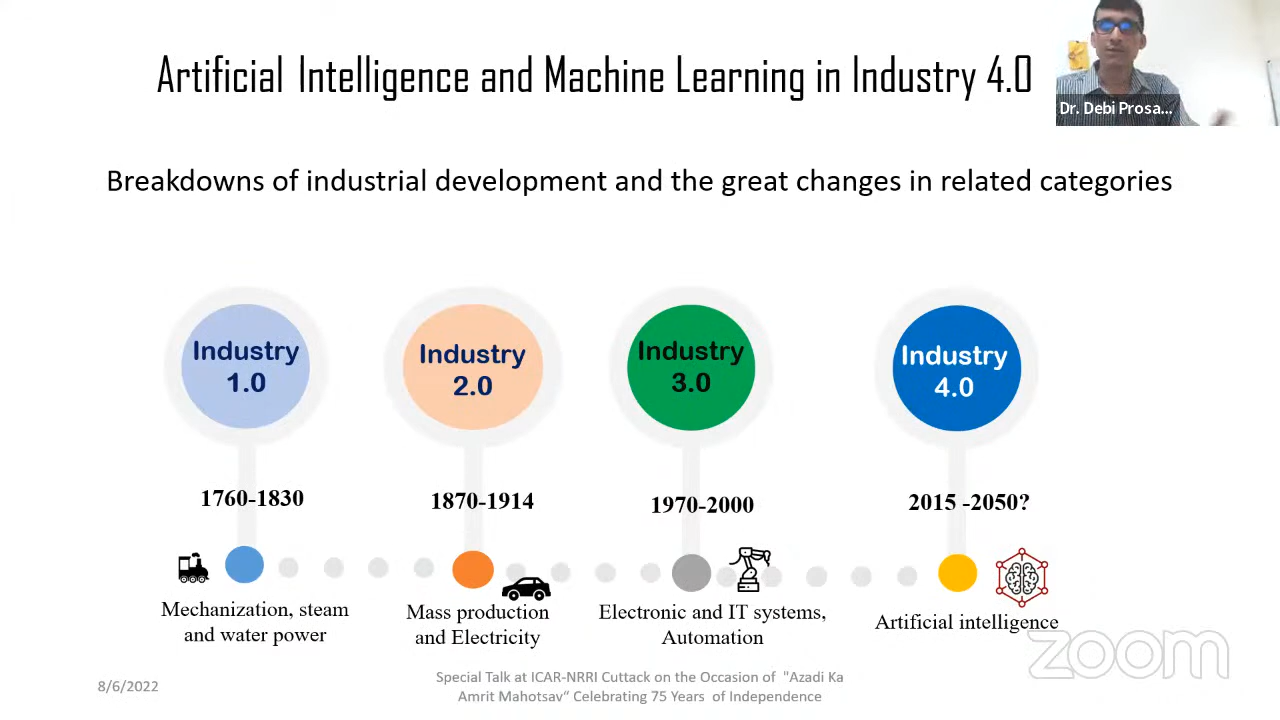 Artificial Intelligence and Machine Learning in Industry 4.0
Dr. Debi Prosa...
Breakdowns of industrial development and the great changes in related categories
Industry
1.0
Industry
2.0
Industry
3.0
Industry
4.0
1760-1830
1870-1914
1970-2000
2015 -2050?
Mechanization, steam
and water power
Mass production
and Electricity
Electronic and IT systems,
Automation
Artificial intelligence
zoom
8/6/2022
Special Talk at ICAR-NRRI Cuttack on the Occasion of "Azadi Ka
Amrit Mahotsav“ Celebrating 75 Years of Independence